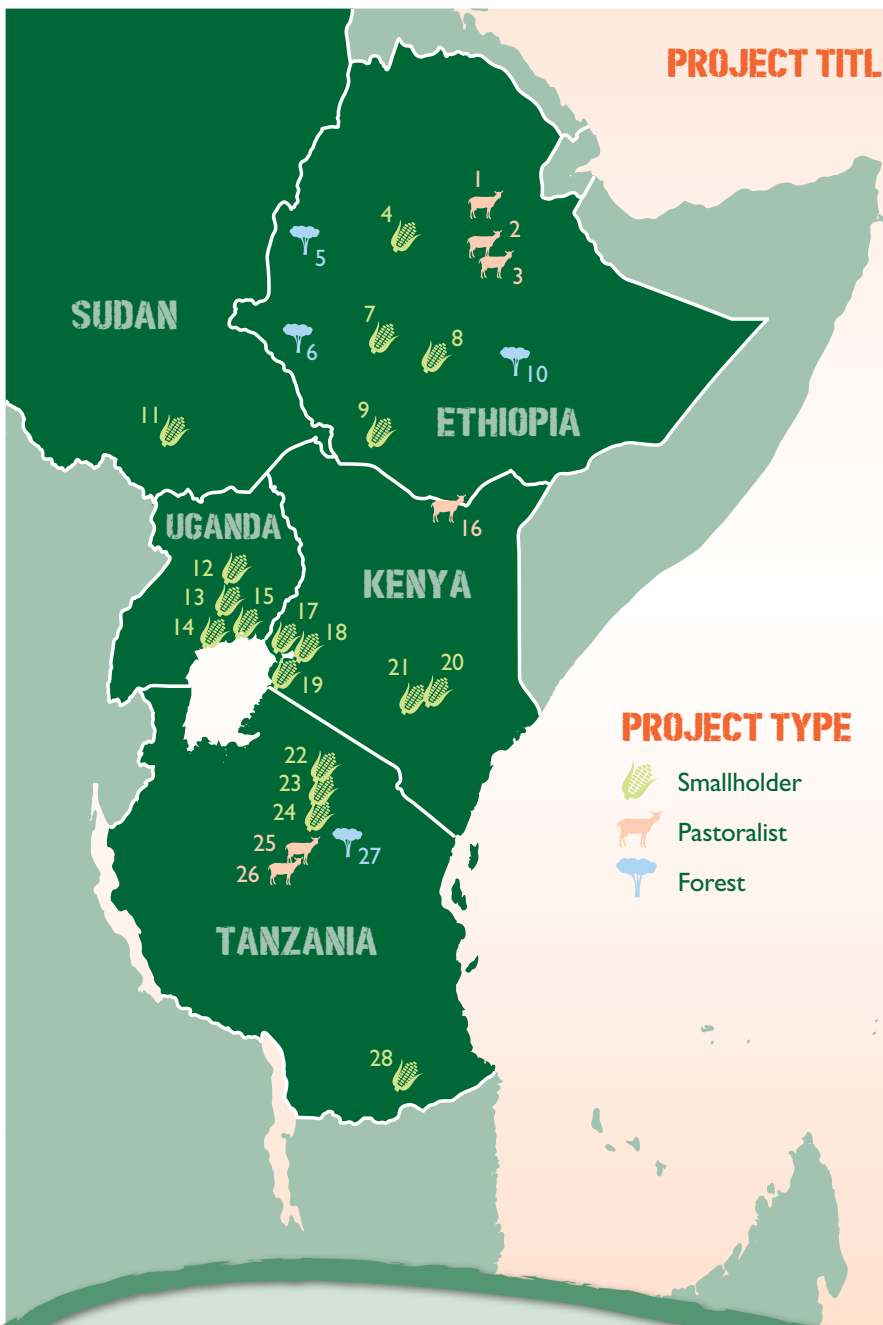 PROJECT TITL
1
4
2
5
3
SUDAN
7
8
6
10
11
9
ETHIOPIA
UGANDA
16
12
KENYA
13
15
17
14
18
19
21
20
PROJECT TYPE
22
Smallholder
23
24
Pastoralist
25
27
26
Forest
TANZANIA
28